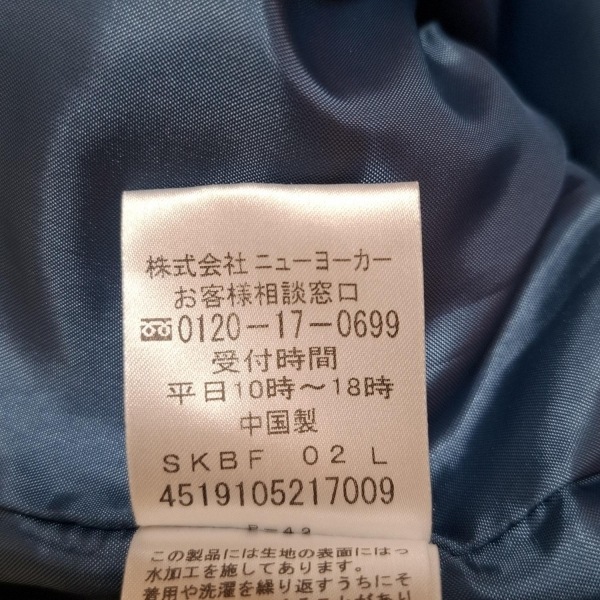 株式会社 ニューヨーカー
お客様相談窓口
0120-17-0699
受付時間
平日10時～18時
中国製
SKBF 02 L
4519105217009
この製品には生地の表面にはっ
水加工を施してあります。
着用や洗濯を繰り返すうちにそ